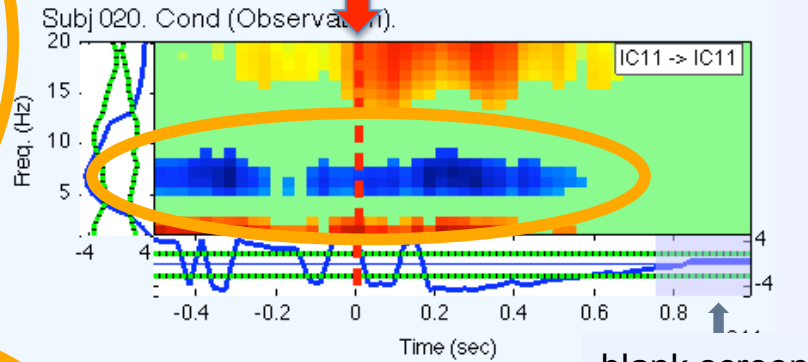 Subj 020. Cond (Observation).
20
15
10
5
Freq. (Hz)
IC11 -> IC11
-4 4
4
-4
-0.4 -0.2 0 0.2 0.4 0.6 0.8
Time (sec)
blank screen